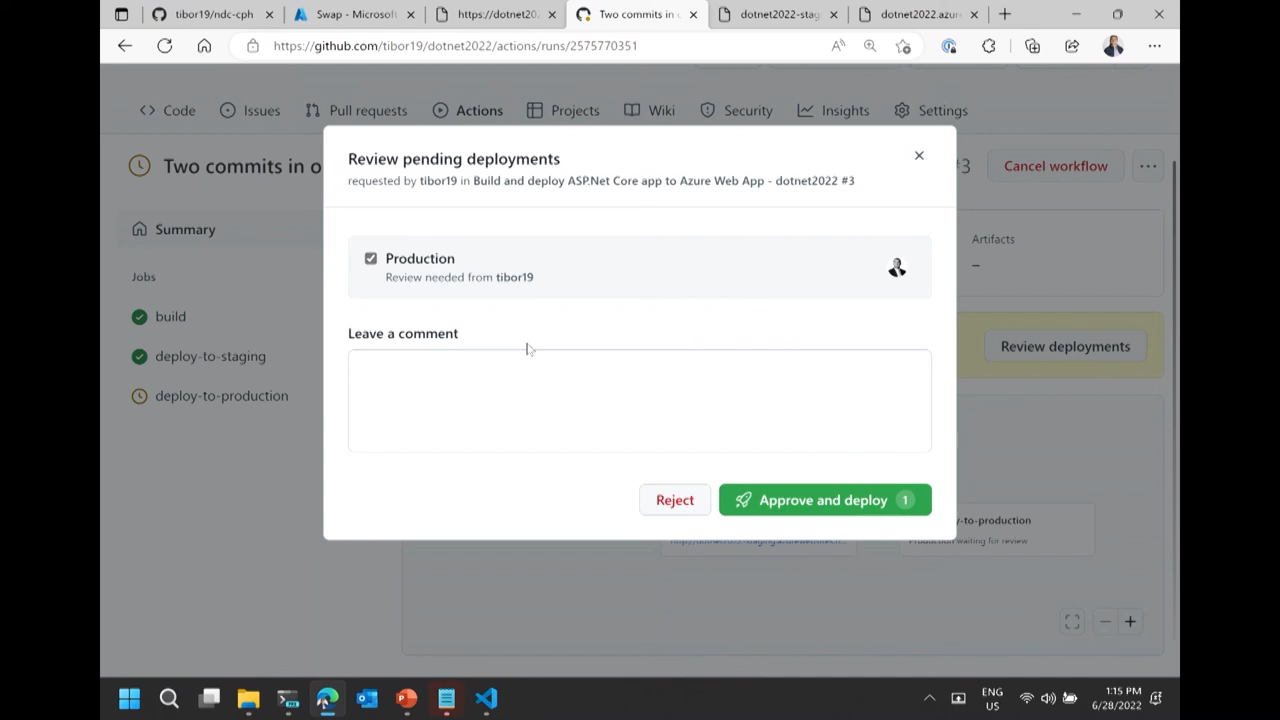 tibor19/ndc-cph
Swap - Microsoft
https://dotnet20
Two commits in
dotnet2022-stag
dotnet2022.azur
https://github.com/tibor19/dotnet2022/actions/runs/2575770351
Code
Issues
Pull requests
Actions
Projects
Wiki
Security
Insights
Settings
Two commits in o
#3
Cancel workflow
Review pending deployments
requested by tibor19 in Build and deploy ASP.Net Core app to Azure Web App - dotnet2022 #3
Summary
Artifacts
–
Jobs
build
deploy-to-staging
deploy-to-production
Production
Review needed from tibor19
Leave a comment
Review deployments
Reject
Approve and deploy 1
y-to-production
Production waiting for review
ENG
US
1:15 PM
6/28/2022